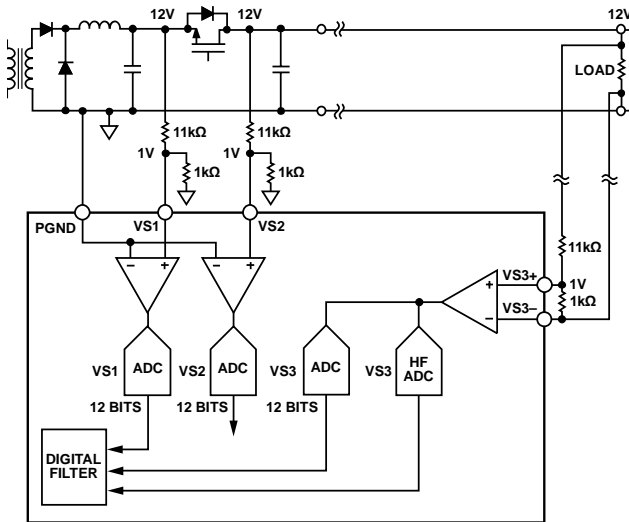 12V
12V
12V
LOAD
11kΩ
11kΩ
1V
1V
1kΩ
1kΩ
PGND
VS1
VS2
11kΩ
VS3+
1V
1kΩ
VS3–
–
+
–
+
+
–
VS1
ADC
VS2
ADC
VS3
ADC
VS3
HF
ADC
12 BITS
12 BITS
12 BITS
DIGITAL
FILTER